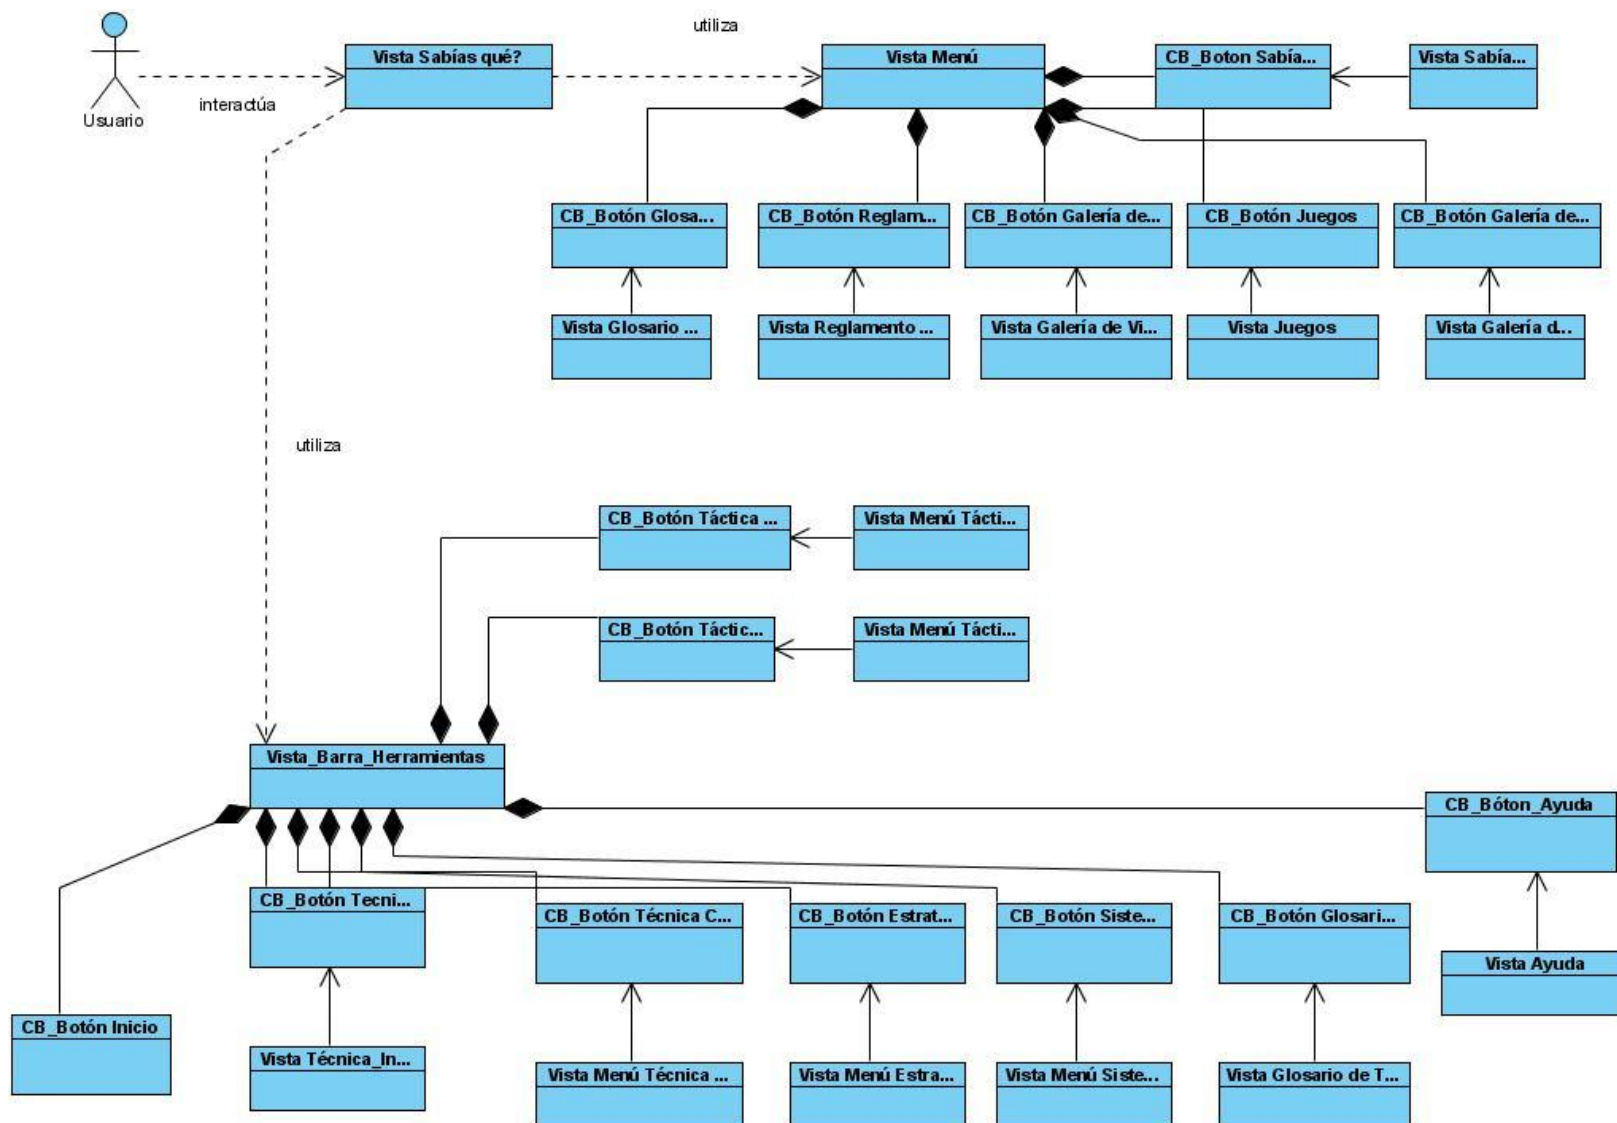 utiliza
Vista Sabías qué?
Vista Menú
CB_Boton Sabía...
Vista Sabía...
interactúa
Usuario
CB_Botón Glosa...
CB_Botón Reglam...
CB_Botón Galería de...
CB_Botón Juegos
CB_Botón Galería de...
Vista Glosario ...
Vista Reglamento ...
Vista Galería de Vi...
Vista Juegos
Vista Galería d...
utiliza
CB_Botón Táctica ...
Vista Menú Tácti...
CB_Botón Táctic...
Vista Menú Tácti...
Vista_Barra_Herramientas
CB_Bóton_Ayuda
CB_Botón Tecni...
CB_Botón Técnica C...
CB_Botón Estrat...
CB_Botón Siste...
CB_Botón Glosari...
Vista Ayuda
CB_Botón Inicio
Vista Técnica_In...
Vista Menú Técnica ...
Vista Menú Estra...
Vista Menú Siste...
Vista Glosario de T...